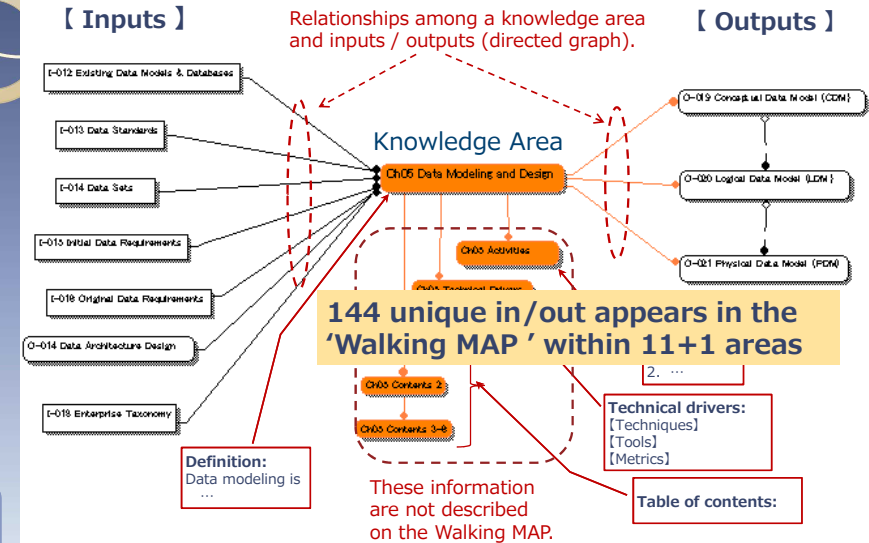 【 Inputs 】
Relationships among a knowledge area
and inputs / outputs (directed graph).
【 Outputs 】
I-012 Existing Data Models & Databases
I-013 Data Standards
I-014 Data Sets
I-015 Initial Data Requirements
I-016 Original Data Requirements
O-014 Data Architecture Design
I-018 Enterprise Taxonomy
Knowledge Area
Ch05 Data Modeling and Design
O-019 Conceptual Data Model (CDM)
O-020 Logical Data Model (LDM)
O-021 Physical Data Model (PDM)
Ch05 Activities
Ch05 Technical Drivers
144 unique in/out appears in the
‘Walking MAP ’ within 11+1 areas
2. …
Ch05 Contents 2
Ch05 Contents 3-6
Technical drivers:
【Techniques】
【Tools】
【Metrics】
Definition:
Data modeling is
…
These information
are not described
on the Walking MAP.
Table of contents: